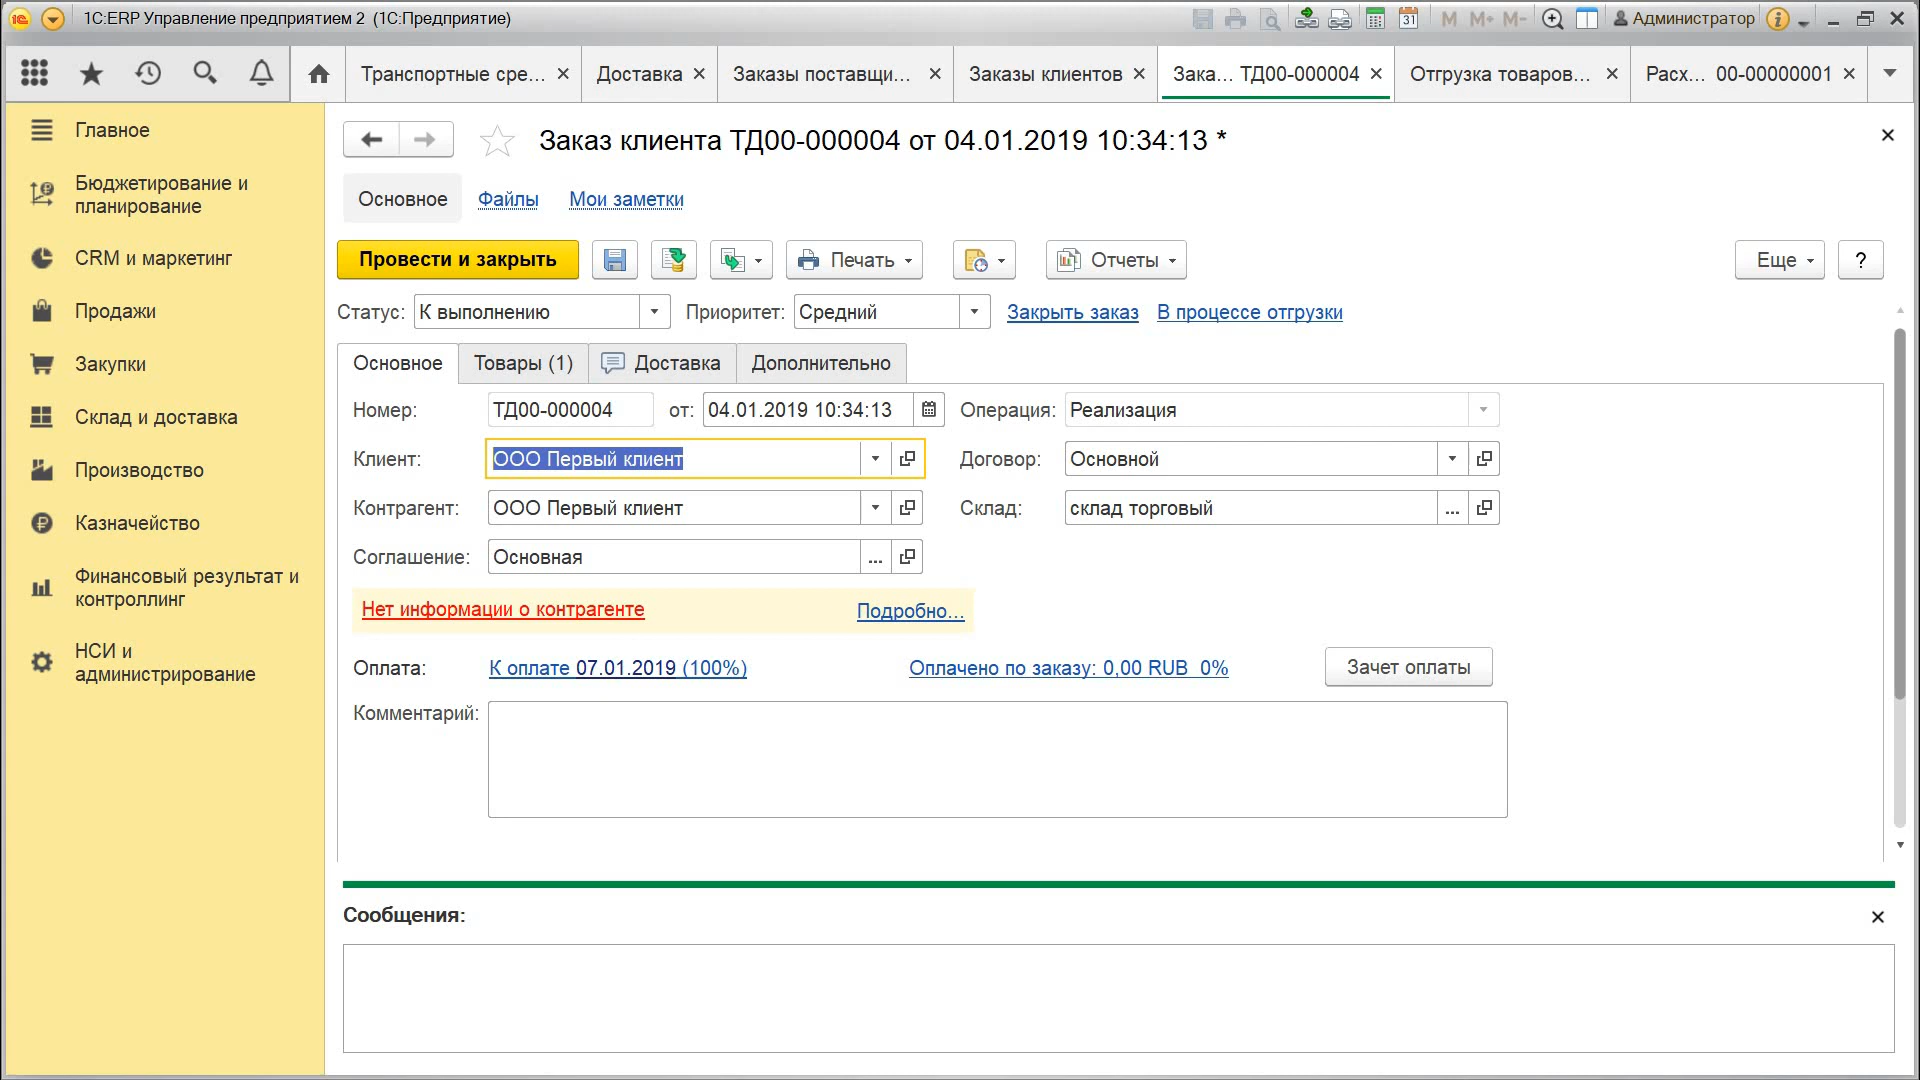 1С:ERP Управление предприятием 2 (1С:Предприятие)
M M+ M-
Администратор
Транспортные сре...
Доставка
Заказы поставщи...
Заказы клиентов
Зака... ТД00-000004
Отгрузка товаров...
Расх... 00-00000001
Главное
Бюджетирование и
планирование
CRM и маркетинг
Продажи
Закупки
Склад и доставка
Производство
Казначейство
Финансовый результат и
контроллинг
НСИ и
администрирование
Заказ клиента ТД00-000004 от 04.01.2019 10:34:13 *
Основное Файлы Мои заметки
Провести и закрыть Печать Отчеты Еще ?
Статус: К выполнению Приоритет: Средний Закрыть заказ В процессе отгрузки
Основное Товары (1) Доставка Дополнительно
Номер: ТД00-000004 от: 04.01.2019 10:34:13 Операция: Реализация
Клиент: ООО Первый клиент Договор: Основной
Контрагент: ООО Первый клиент Склад: склад торговый ...
Соглашение: Основная ...
Нет информации о контрагенте Подробно...
Оплата: К оплате 07.01.2019 (100%) Оплачено по заказу: 0,00 RUB 0% Зачет оплаты
Комментарий:
Сообщения: